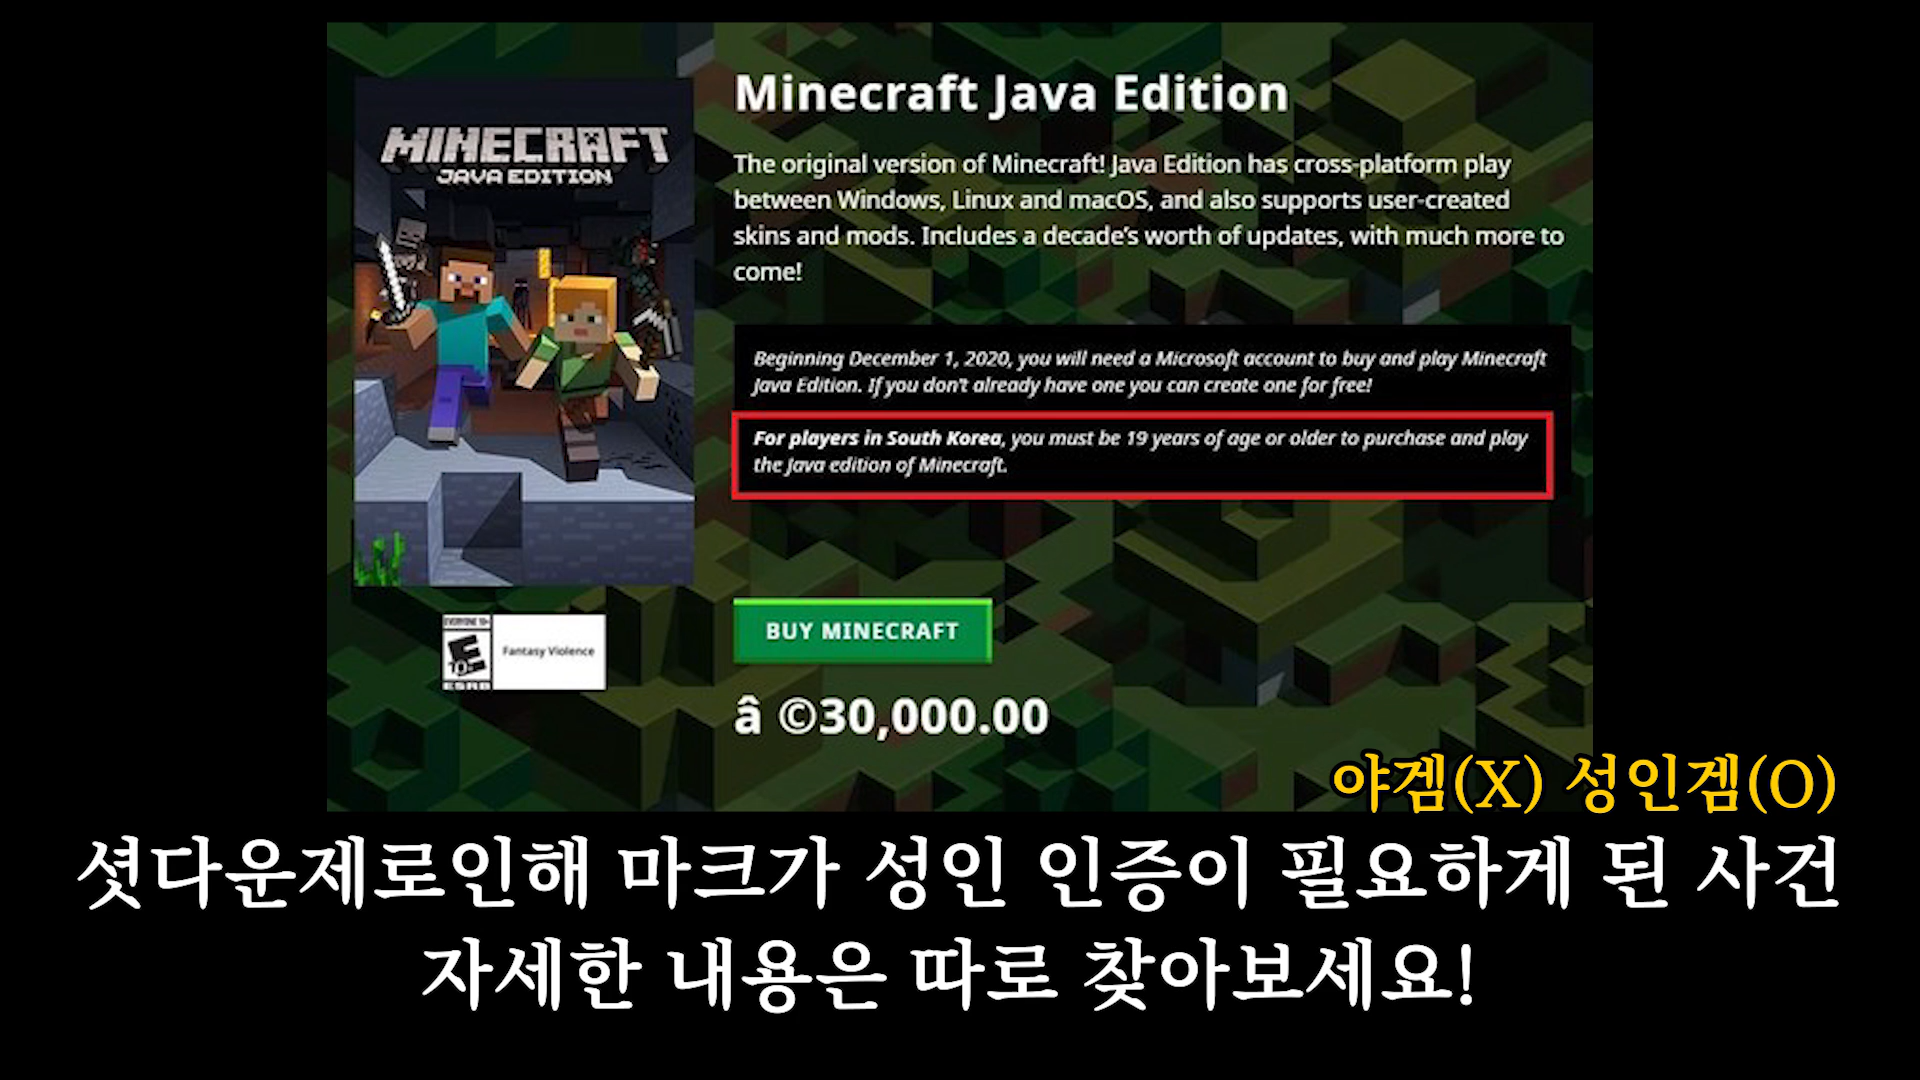 Minecraft Java Edition
MINECRAFT
JAVA EDITION
The original version of Minecraft! Java Edition has cross-platform play
between Windows, Linux and macOS, and also supports user-created
skins and mods. Includes a decade's worth of updates, with much more to
come!
Beginning December 1, 2020, you will need a Microsoft account to buy and play Minecraft
Java Edition. If you don't already have one you can create one for free!
For players in South Korea, you must be 19 years of age or older to purchase and play
the Java edition of Minecraft.
EVERYONE 10+
E
10+
ESRB
Fantasy Violence
BUY MINECRAFT
â ©30,000.00
야겜(X) 성인겜(O)
셧다운제로인해 마크가 성인 인증이 필요하게 된 사건
자세한 내용은 따로 찾아보세요!